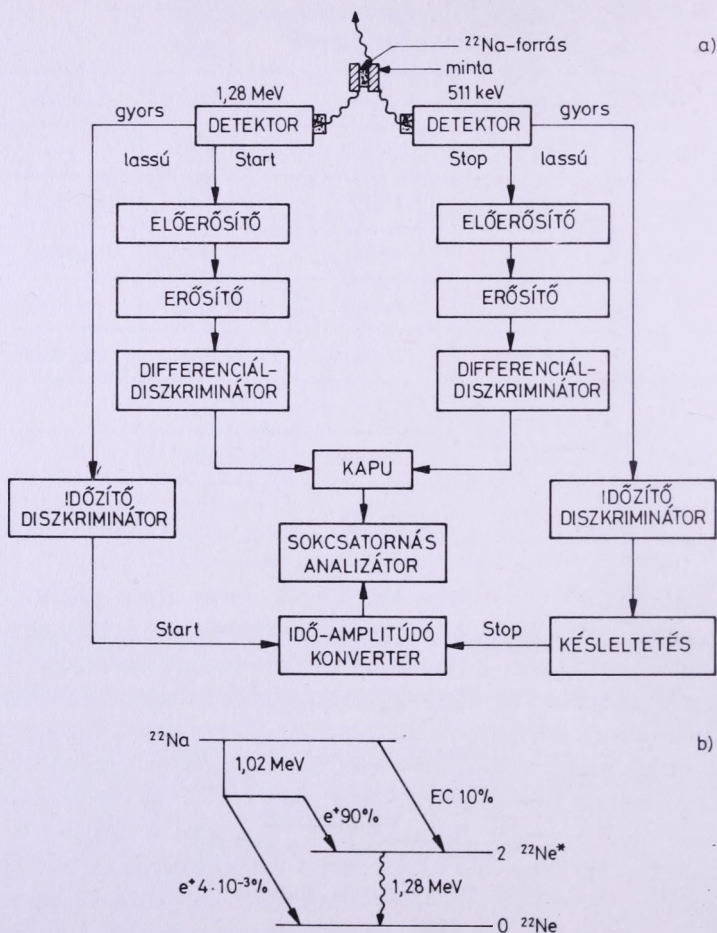 a)
²²Na-forrás
minta
1,28 MeV
511 keV
gyors
DETEKTOR
DETEKTOR
gyors
lassú
Start
Stop
lassú
ELŐERŐSÍTŐ
ELŐERŐSÍTŐ
ERŐSÍTŐ
ERŐSÍTŐ
DIFFERENCIÁL-
DISZKRIMINÁTOR
DIFFERENCIÁL-
DISZKRIMINÁTOR
KAPU
IDŐZÍTŐ
DISZKRIMINÁTOR
IDŐZÍTŐ
DISZKRIMINÁTOR
SOKCSATORNÁS
ANALIZÁTOR
Start
IDŐ-AMPLITÚDÓ
KONVERTER
Stop
KÉSLELTETÉS
b)
²²Na
1,02 MeV
EC 10%
e⁺90%
2 ²²Ne*
e⁺4·10⁻³%
1,28 MeV
0 ²²Ne